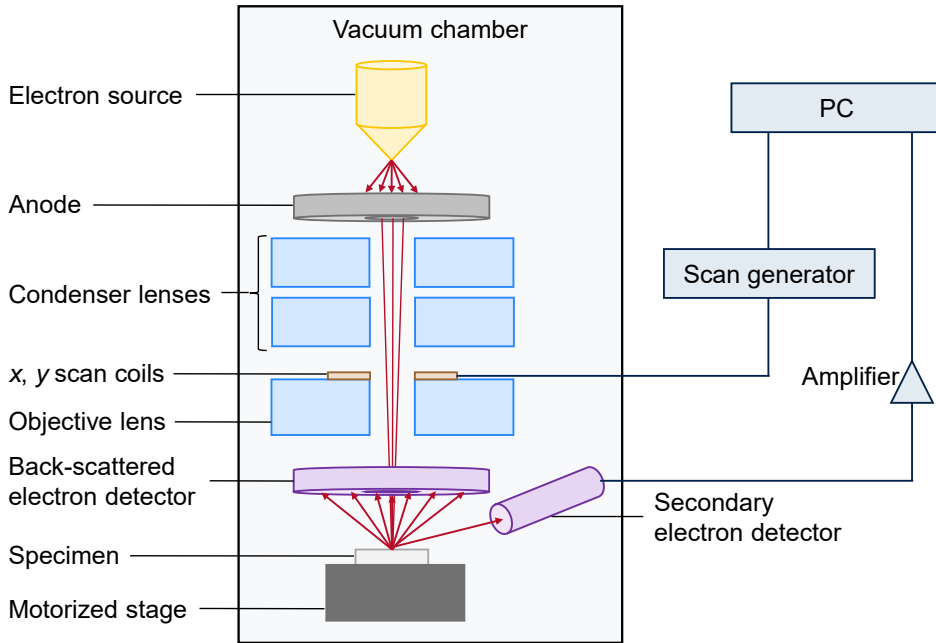 Vacuum chamber
Electron source
Anode
Condenser lenses
x, y scan coils
Objective lens
Back-scattered
electron detector
Specimen
Motorized stage
PC
Scan generator
Amplifier
Secondary
electron detector